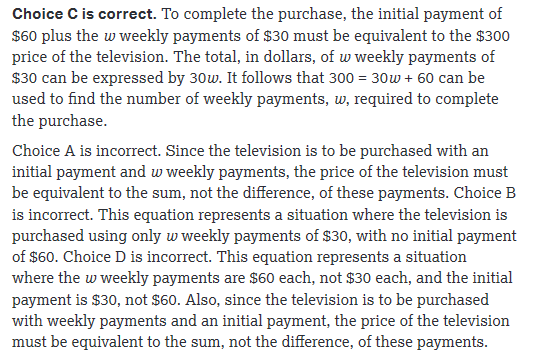 Choice C is correct. To complete the purchase, the initial payment of
$60 plus the w weekly payments of $30 must be equivalent to the $300
price of the television. The total, in dollars, of w weekly payments of
$30 can be expressed by 30w. It follows that 300 = 30w + 60 can be
used to find the number of weekly payments, w, required to complete
the purchase.
Choice A is incorrect. Since the television is to be purchased with an
initial payment and w weekly payments, the price of the television must
be equivalent to the sum, not the difference, of these payments. Choice B
is incorrect. This equation represents a situation where the television is
purchased using only w weekly payments of $30, with no initial payment
of $60. Choice D is incorrect. This equation represents a situation
where the w weekly payments are $60 each, not $30 each, and the initial
payment is $30, not $60. Also, since the television is to be purchased
with weekly payments and an initial payment, the price of the television
must be equivalent to the sum, not the difference, of these payments.